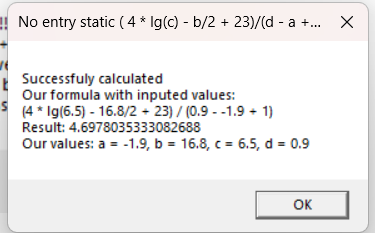 No entry static ( 4 * lg(c) - b/2 + 23)/(d - a +...
Successfuly calculated
Our formula with inputed values:
(4 * lg(6.5) - 16.8/2 + 23) / (0.9 - -1.9 + 1)
Result: 4.6978035333082688
Our values: a = -1.9, b = 16.8, c = 6.5, d = 0.9
OK